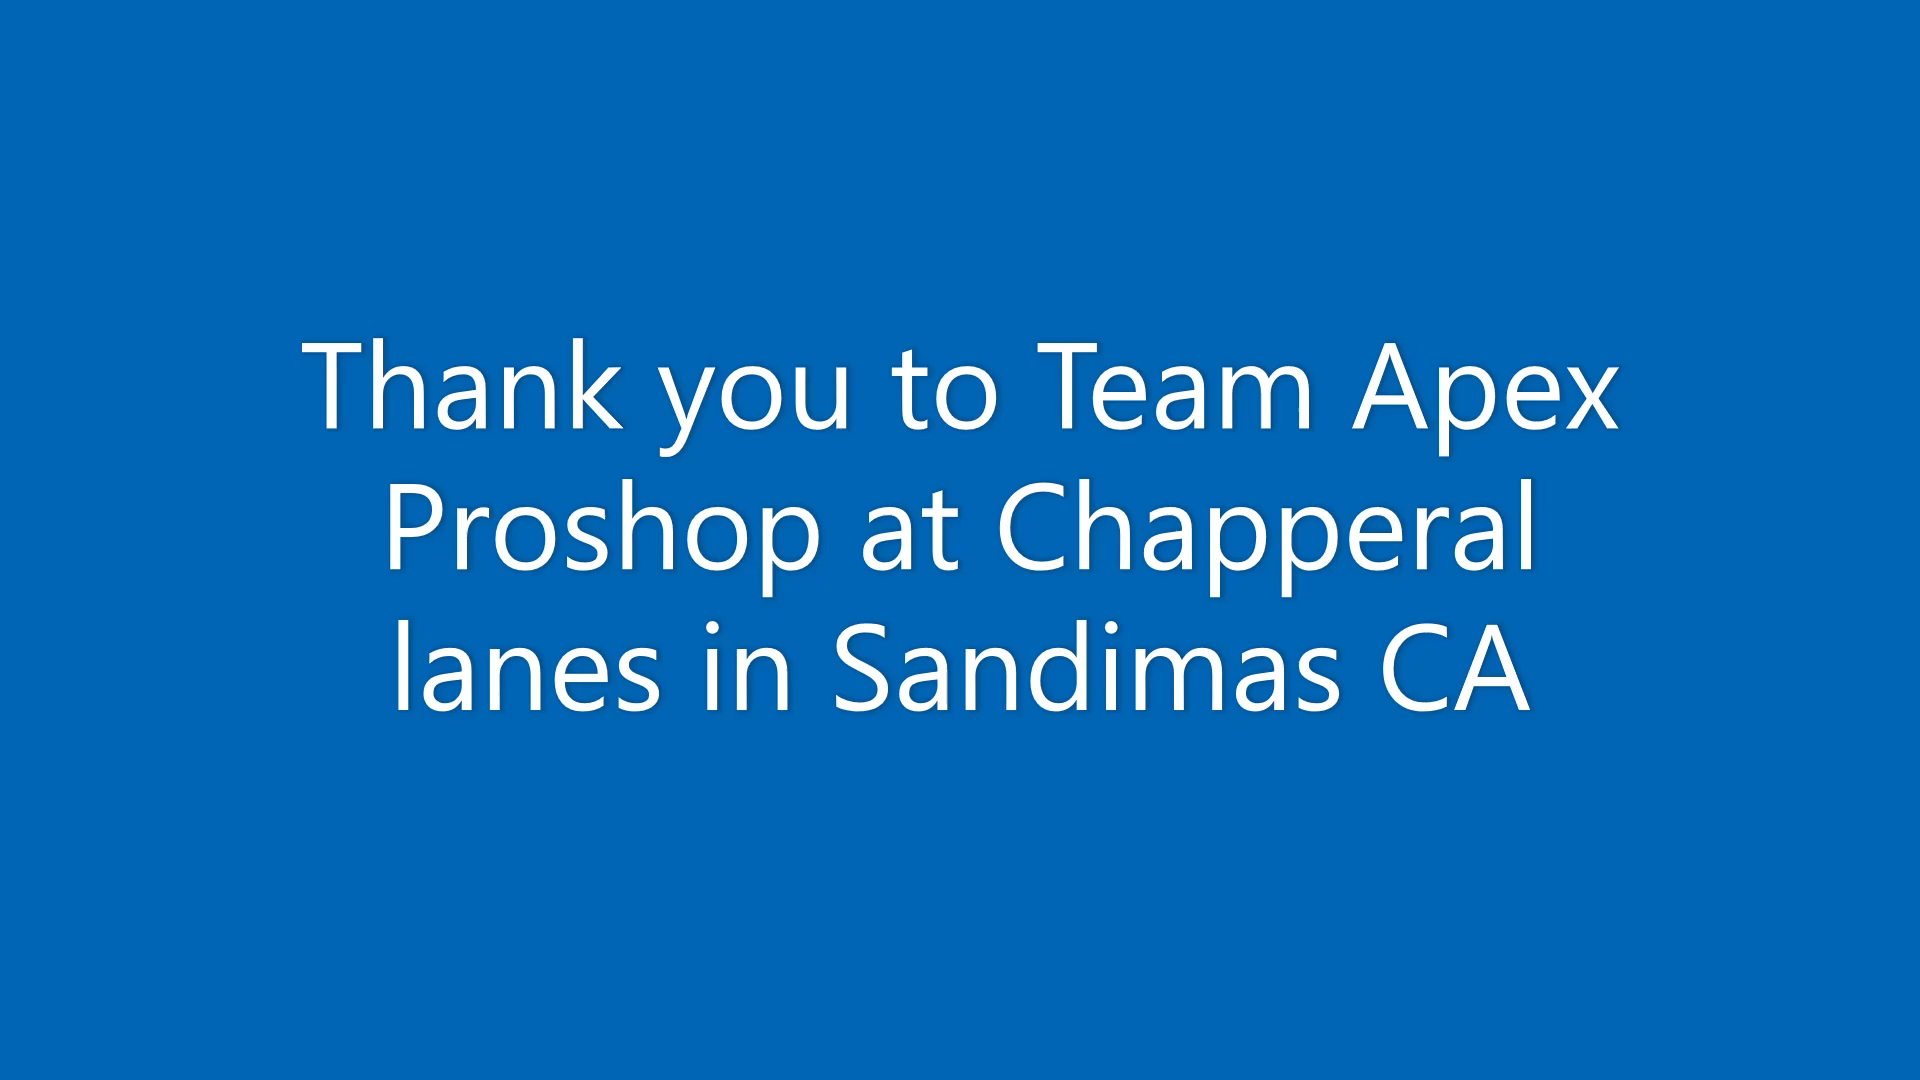 Thank you to Team Apex
Proshop at Chapperal
lanes in Sandimas CA